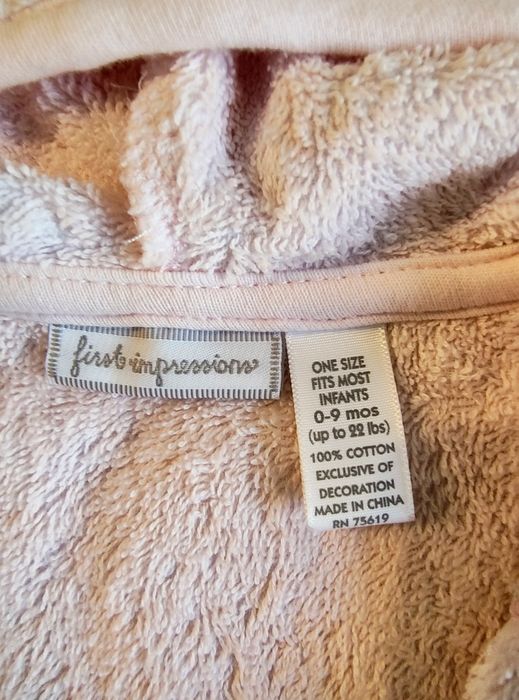 first impressions
ONE SIZE
FITS MOST
INFANTS
0-9 mos
(up to 22 lbs)
100% COTTON
EXCLUSIVE OF
DECORATION
MADE IN CHINA
RN 75619